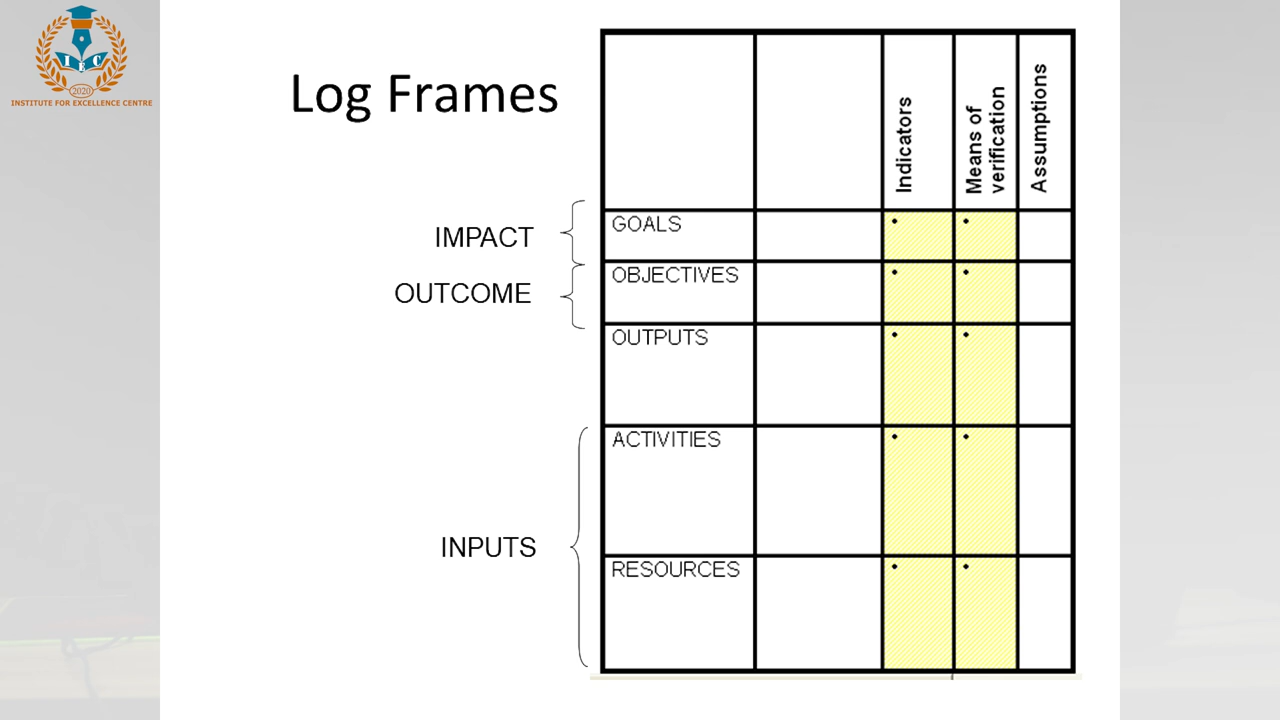 I E C
2020
INSTITUTE FOR EXCELLENCE CENTRE
Log Frames
Indicators
Means of
verification
Assumptions
IMPACT
GOALS
OUTCOME
OBJECTIVES
OUTPUTS
ACTIVITIES
INPUTS
RESOURCES